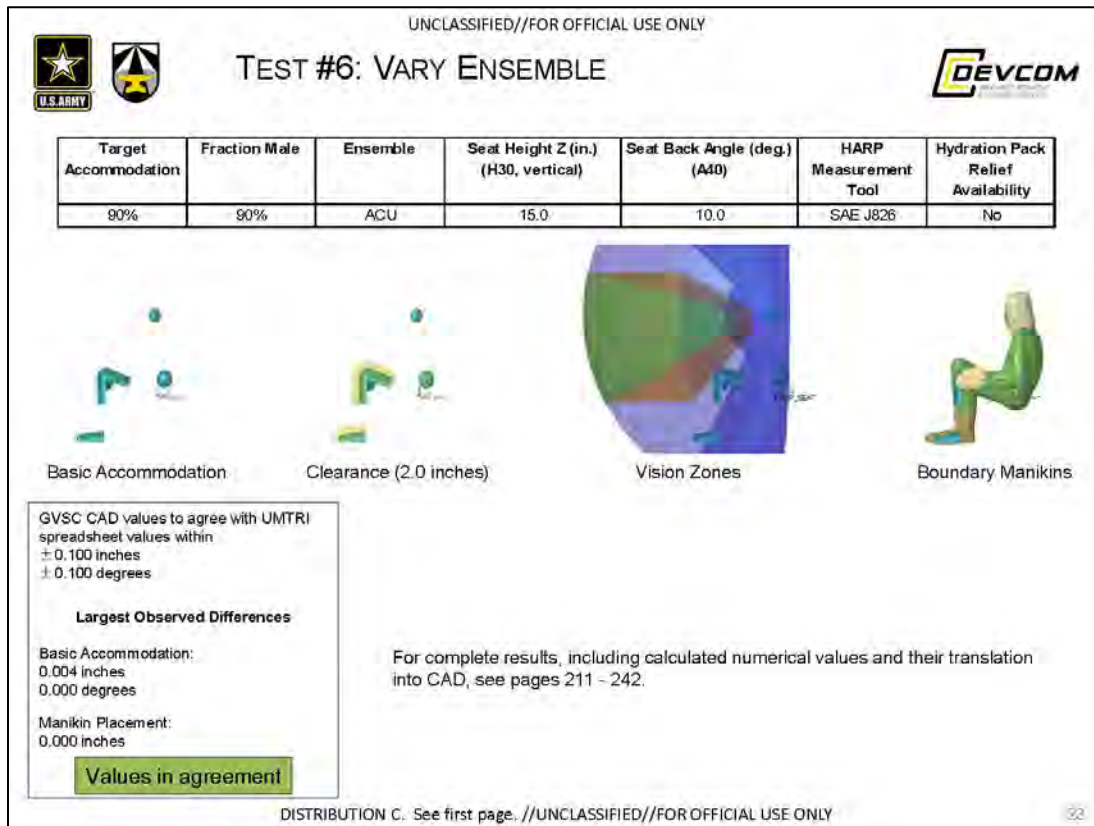 UNCLASSIFIED//FOR OFFICIAL USE ONLY
TEST #6: VARY ENSEMBLE
U.S.ARMY
DEVCOM
Target Accommodation | Fraction Male | Ensemble | Seat Height Z (in.) (H30, vertical) | Seat Back Angle (deg.) (A40) | HARP Measurement Tool | Hydration Pack Relief Availability
90% | 90% | ACU | 15.0 | 10.0 | SAE J826 | No
Basic Accommodation
Clearance (2.0 inches)
Vision Zones
Boundary Manikins
GVSC CAD values to agree with UMTRI
spreadsheet values within
±0.100 inches
±0.100 degrees
Largest Observed Differences
Basic Accommodation:
0.004 inches
0.000 degrees
Manikin Placement:
0.000 inches
Values in agreement
For complete results, including calculated numerical values and their translation
into CAD, see pages 211 - 242.
DISTRIBUTION C. See first page. //UNCLASSIFIED//FOR OFFICIAL USE ONLY